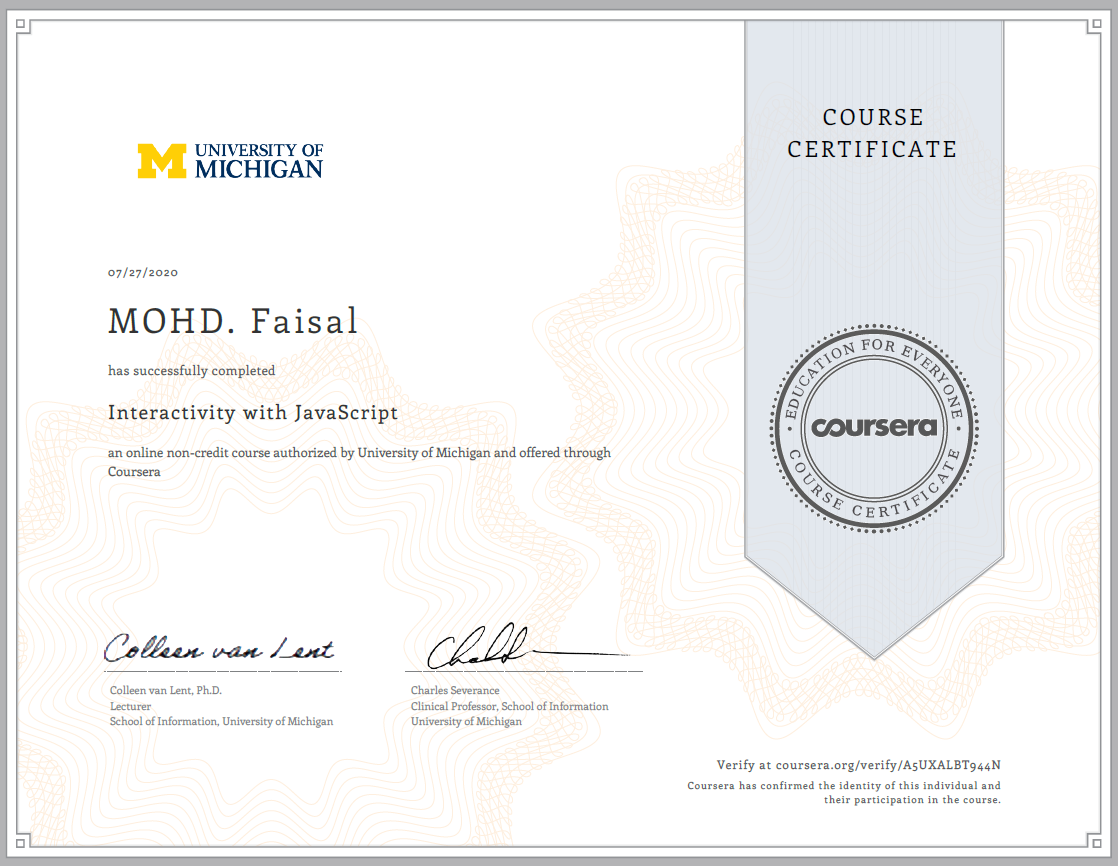 UNIVERSITY OF
MICHIGAN
COURSE
CERTIFICATE
07/27/2020
MOHD. Faisal
has successfully completed
Interactivity with JavaScript
an online non-credit course authorized by University of Michigan and offered through
Coursera
EDUCATION FOR EVERYONE
coursera
COURSE CERTIFICATE
Colleen van Lent
Colleen van Lent, Ph.D.
Lecturer
School of Information, University of Michigan
Charles Severance
Clinical Professor, School of Information
University of Michigan
Verify at coursera.org/verify/A5UXALBT944N
Coursera has confirmed the identity of this individual and
their participation in the course.